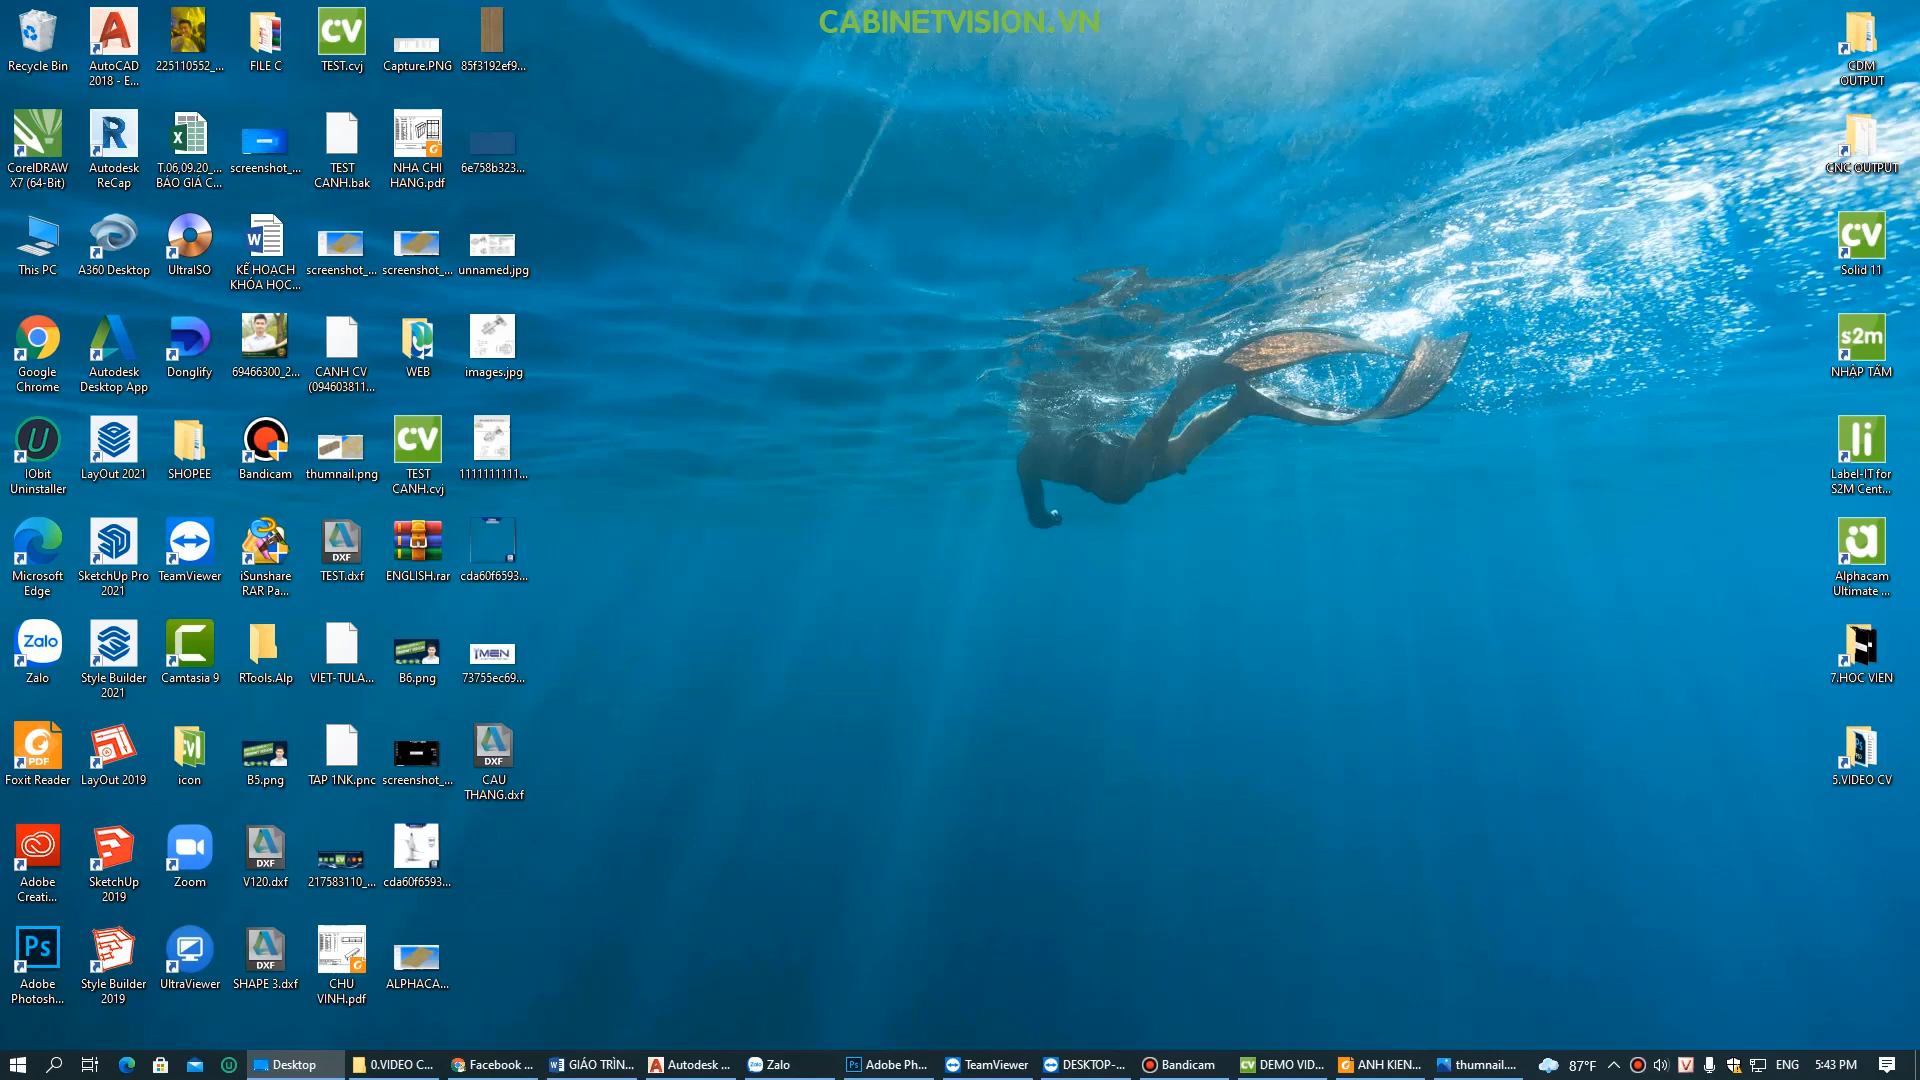 CABINETVISION.VN
Recycle Bin
AutoCAD
2018 - E...
225110552_...
FILE C
TEST.cvj
Capture.PNG
85f3192ef9...
CDM
OUTPUT
CorelDRAW
X7 (64-Bit)
Autodesk
ReCap
T.06,09.20_...
BÁO GIÁ C...
screenshot_...
TEST
CANH.bak
NHA CHI
HANG.pdf
6e758b323...
CNC OUTPUT
This PC
A360 Desktop
UltraISO
KẾ HOẠCH
KHÓA HỌC...
screenshot_...
screenshot_...
unnamed.jpg
Solid 11
Google
Chrome
Autodesk
Desktop App
Donglify
69466300_2...
CANH CV
(094603811...
WEB
images.jpg
s2m
NHẬP TẤM
IObit
Uninstaller
LayOut 2021
SHOPEE
Bandicam
thumnail.png
TEST
CANH.cvj
1111111111...
li
Label-IT for
S2M Cent...
Microsoft
Edge
SketchUp Pro
2021
TeamViewer
iSunshare
RAR Pa...
TEST.dxf
ENGLISH.rar
cda60f6593...
Alphacam
Ultimate ...
Zalo
Style Builder
2021
Camtasia 9
RTools.Alp
VIET-TULA...
B6.png
73755ec69...
7.HOC VIEN
Foxit Reader
LayOut 2019
icon
B5.png
TAP 1NK.pnc
screenshot_...
CAU
THANG.dxf
5.VIDEO CV
Adobe
Creati...
SketchUp
2019
Zoom
V120.dxf
217583110_...
cda60f6593...
Adobe
Photosh...
Style Builder
2019
UltraViewer
SHAPE 3.dxf
CHU
VINH.pdf
ALPHACA...
Desktop
0.VIDEO C...
Facebook ...
GIÁO TRÌN...
Autodesk ...
Zalo
Adobe Ph...
TeamViewer
DESKTOP-...
Bandicam
DEMO VID...
ANH KIEN...
thumnail....
87°F
ENG
5:43 PM